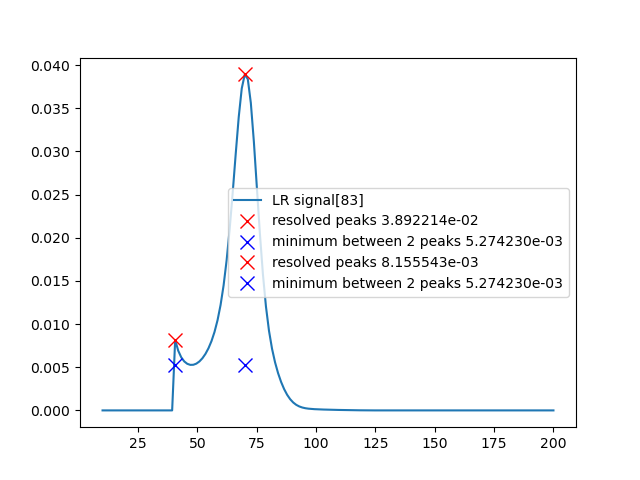 0.040
0.035
0.030
0.025
0.020
0.015
0.010
0.005
0.000
LR signal[83]
resolved peaks 3.892214e-02
minimum between 2 peaks 5.274230e-03
resolved peaks 8.155543e-03
minimum between 2 peaks 5.274230e-03
25 50 75 100 125 150 175 200